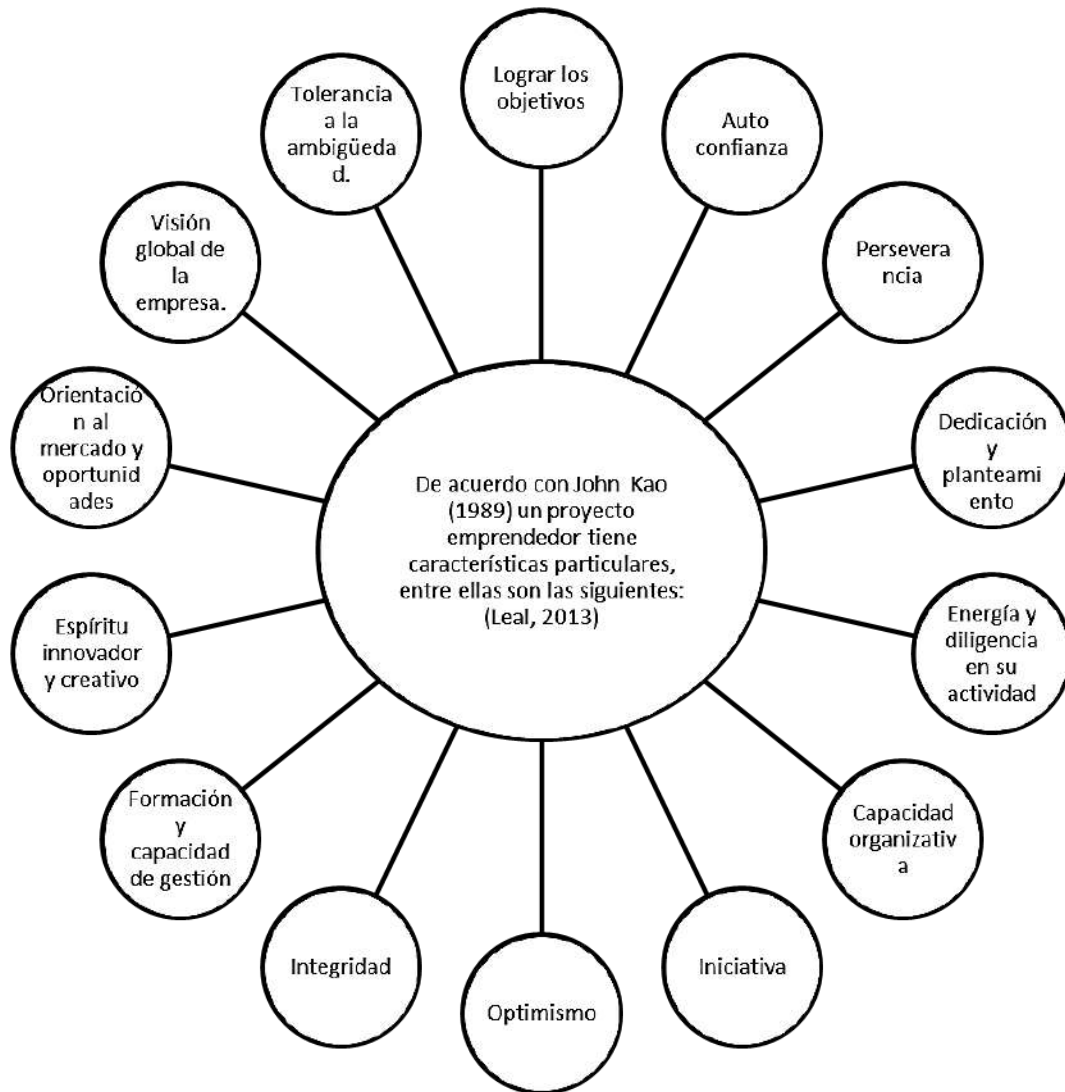 Lograr los
objetivos
Auto
confianza
Persevera
ncia
Dedicación
y
planteami
ento
Energía y
diligencia
en su
actividad
Capacidad
organizativ
a
Iniciativa
Optimismo
Integridad
Formación
y
capacidad
de gestión
Espíritu
innovador
y creativo
Orientació
n al
mercado y
oportunid
ades
Visión
global de
la
empresa.
Tolerancia
a la
ambigüeda
d.
De acuerdo con John Kao
(1989) un proyecto
emprendedor tiene
características particulares,
entre ellas son las siguientes:
(Leal, 2013)